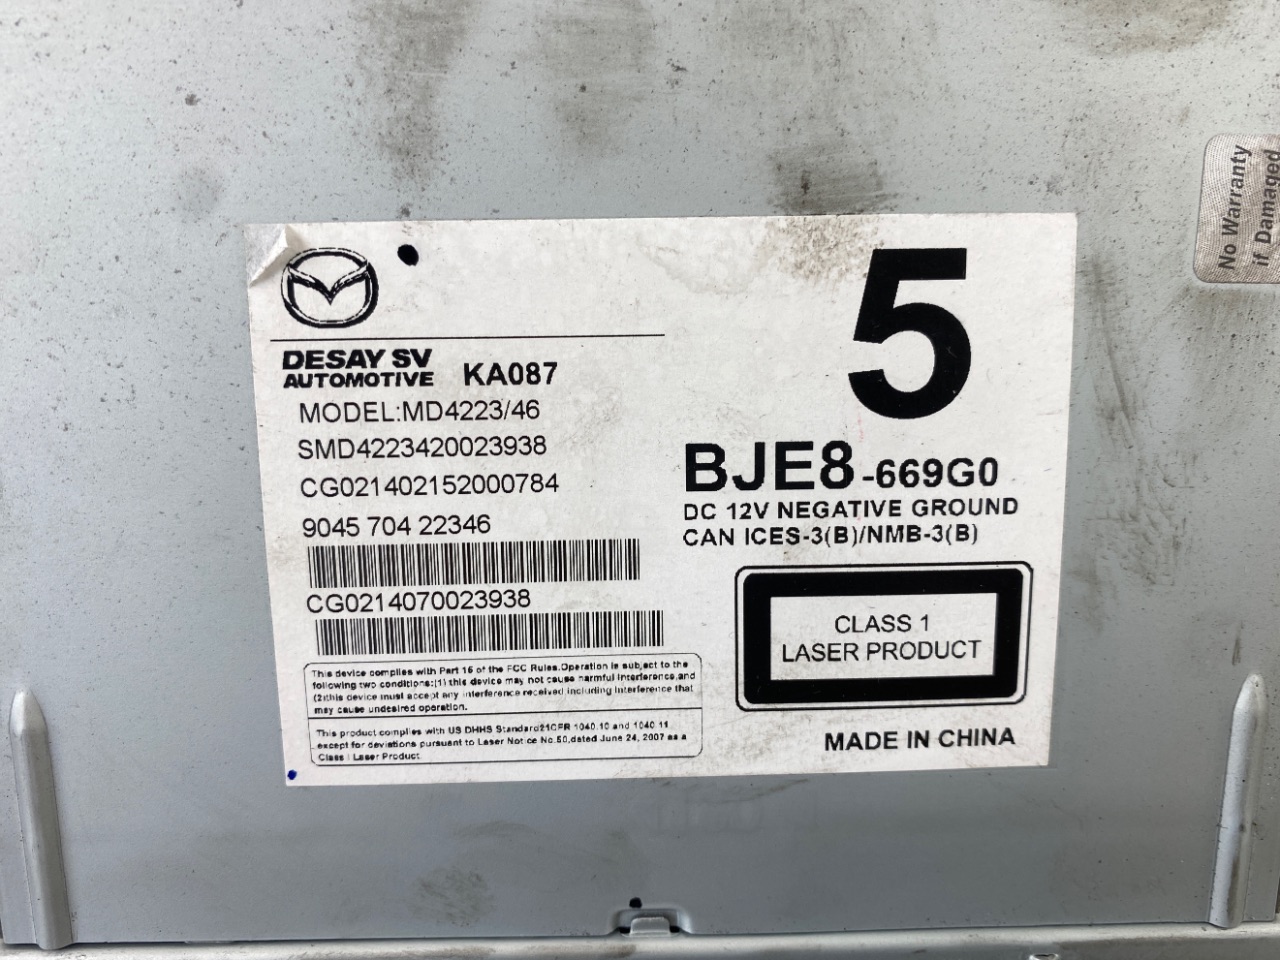 No Warranty
if Damaged
5
DESAY SV
AUTOMOTIVE KA087
MODEL:MD4223/46
SMD4223420023938
CG021402152000784
9045 704 22346
CG0214070023938
BJE8-669G0
DC 12V NEGATIVE GROUND
CAN ICES-3(B)/NMB-3(B)
CLASS 1
LASER PRODUCT
This device complies with Part 15 of the FCC Rules.Operation is subject to the
following two conditions:(1) this device may not cause harmful interference,and
(2)this device must accept any interference received including interference that
may cause undesired operation.
This product complies with US DHHS Standard21CFR 1040.10 and 1040.11
except for deviations pursuant to Laser Notice No.50,dated June 24, 2007 as a
Class I Laser Product
MADE IN CHINA